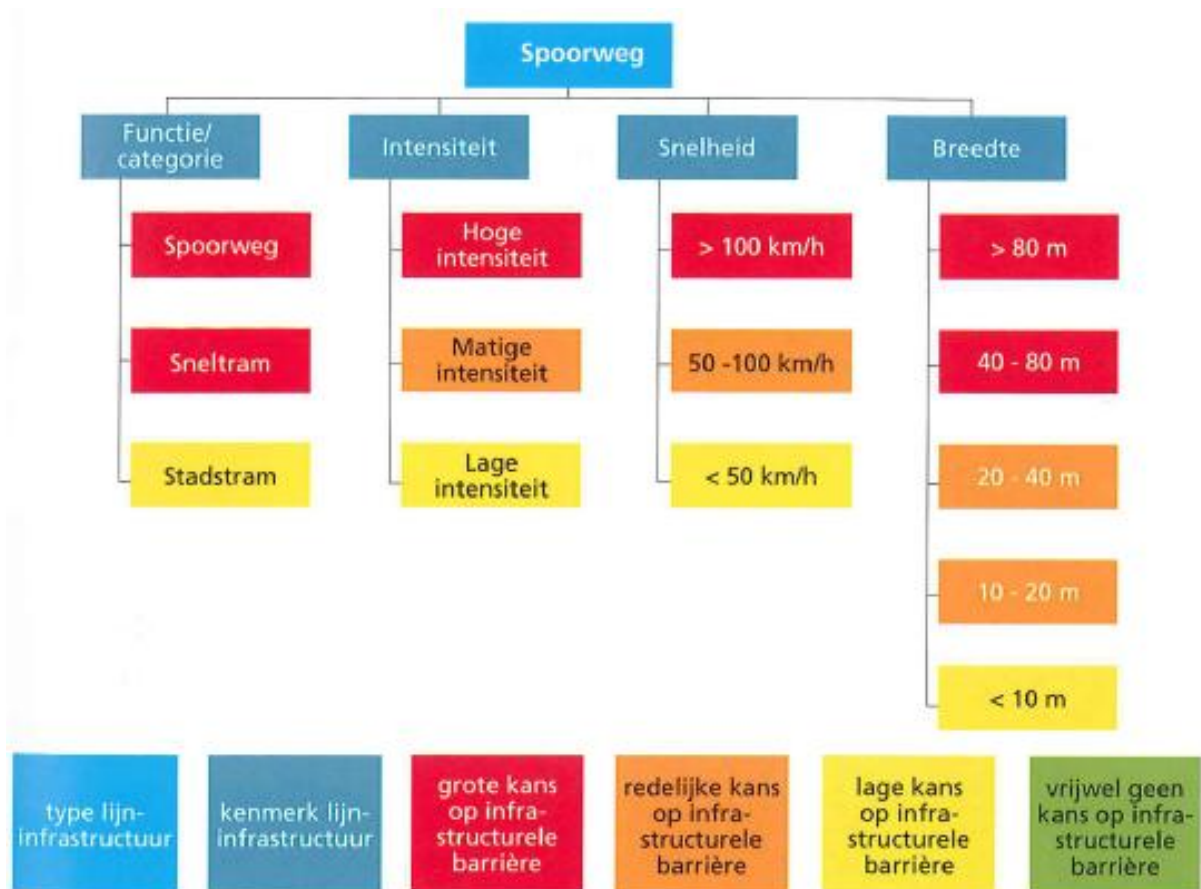 Spoorweg
Functie/
categorie
Intensiteit
Snelheid
Breedte
Spoorweg
Hoge
intensiteit
> 100 km/h
> 80 m
Sneltram
Matige
intensiteit
50 -100 km/h
40 - 80 m
Stadstram
Lage
intensiteit
< 50 km/h
20 - 40 m
10 - 20 m
< 10 m
type lijn-
infrastructuur
kenmerk lijn-
infrastructuur
grote kans
op infra-
structurele
barrière
redelijke kans
op infra-
structurele
barrière
lage kans
op infra-
structurele
barrière
vrijwel geen
kans op infra-
structurele
barrière